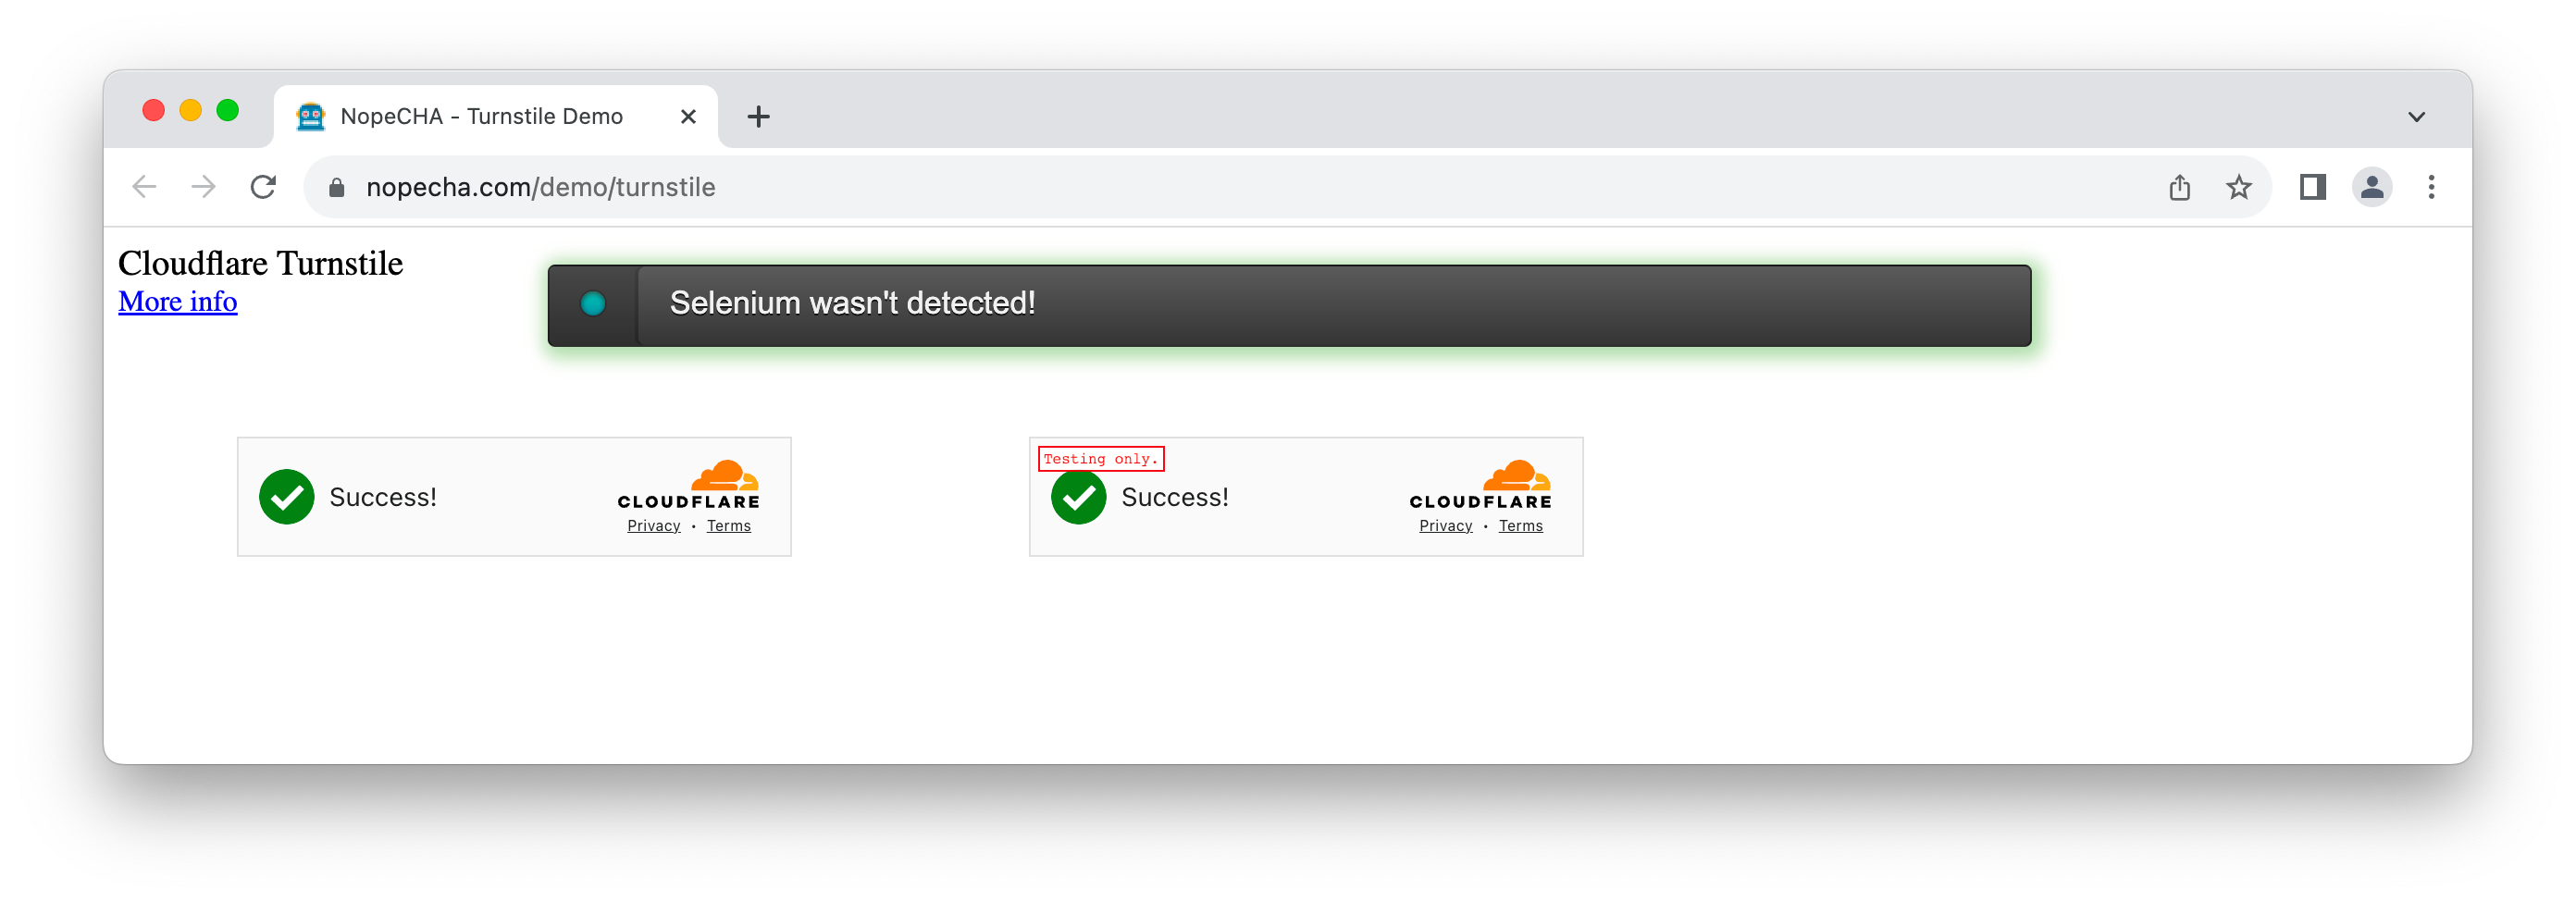 NopeCHA - Turnstile Demo
nopecha.com/demo/turnstile
Cloudflare Turnstile
More info
Selenium wasn't detected!
Success!
CLOUDFLARE
Privacy • Terms
Testing only.
Success!
CLOUDFLARE
Privacy • Terms